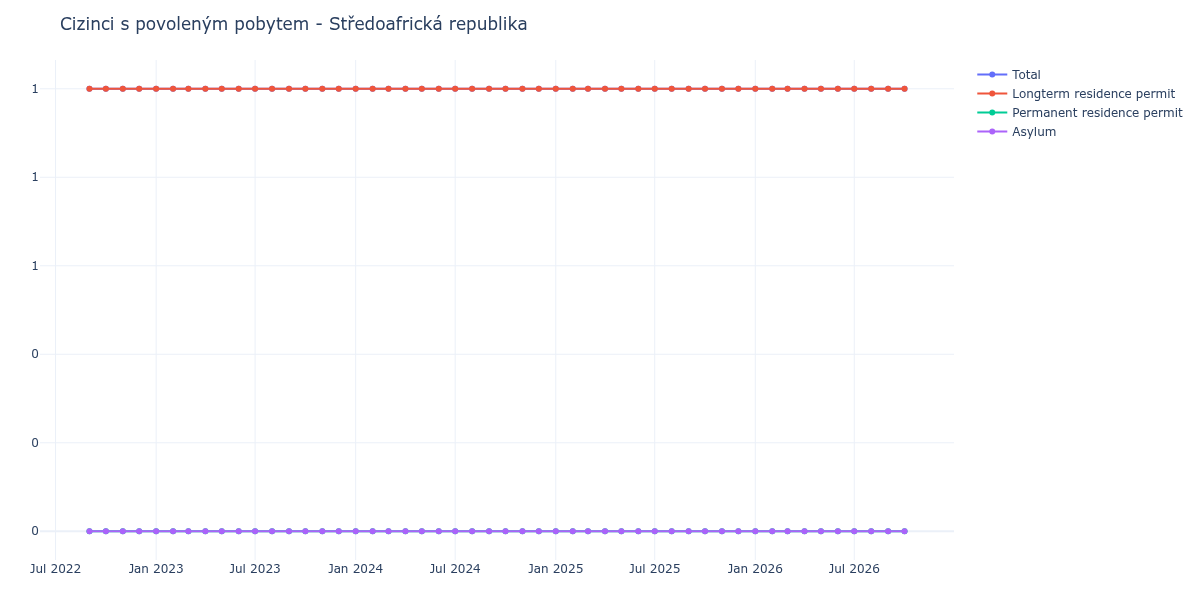 Cizinci s povoleným pobytem - Středoafrická republika
Total
Longterm residence permit
Permanent residence permit
Asylum
1
1
1
0
0
0
Jul 2022
Jan 2023
Jul 2023
Jan 2024
Jul 2024
Jan 2025
Jul 2025
Jan 2026
Jul 2026